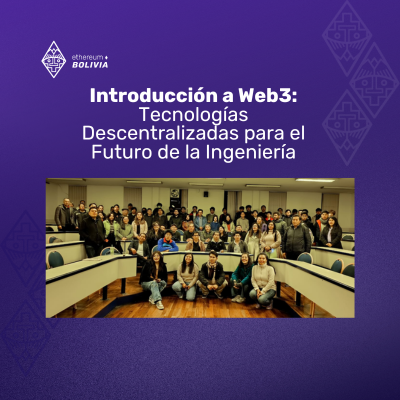 ethereum
BOLIVIA
Introducción a Web3:
Tecnologías
Descentralizadas para el
Futuro de la Ingeniería